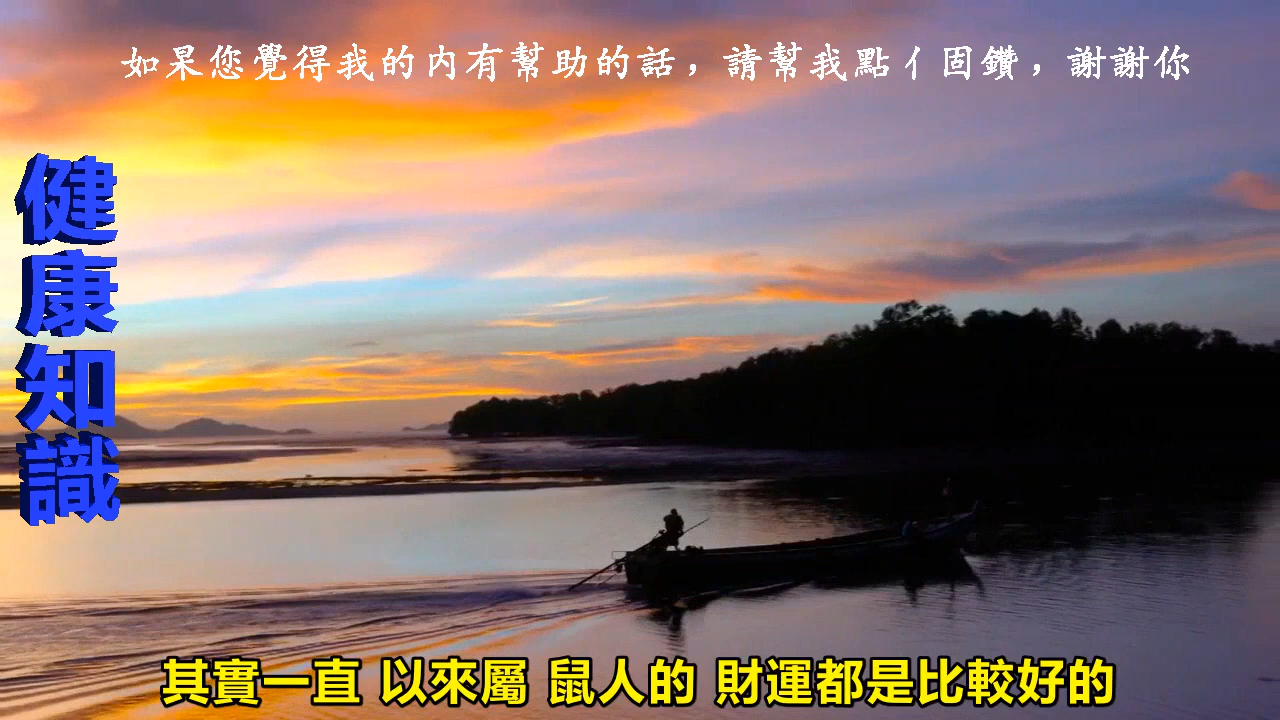 如果您覺得我的内有幫助的話，請幫我點亻固鑽，謝謝你
健康知識
其實一直 以來屬 鼠人的 財運都是比較好的